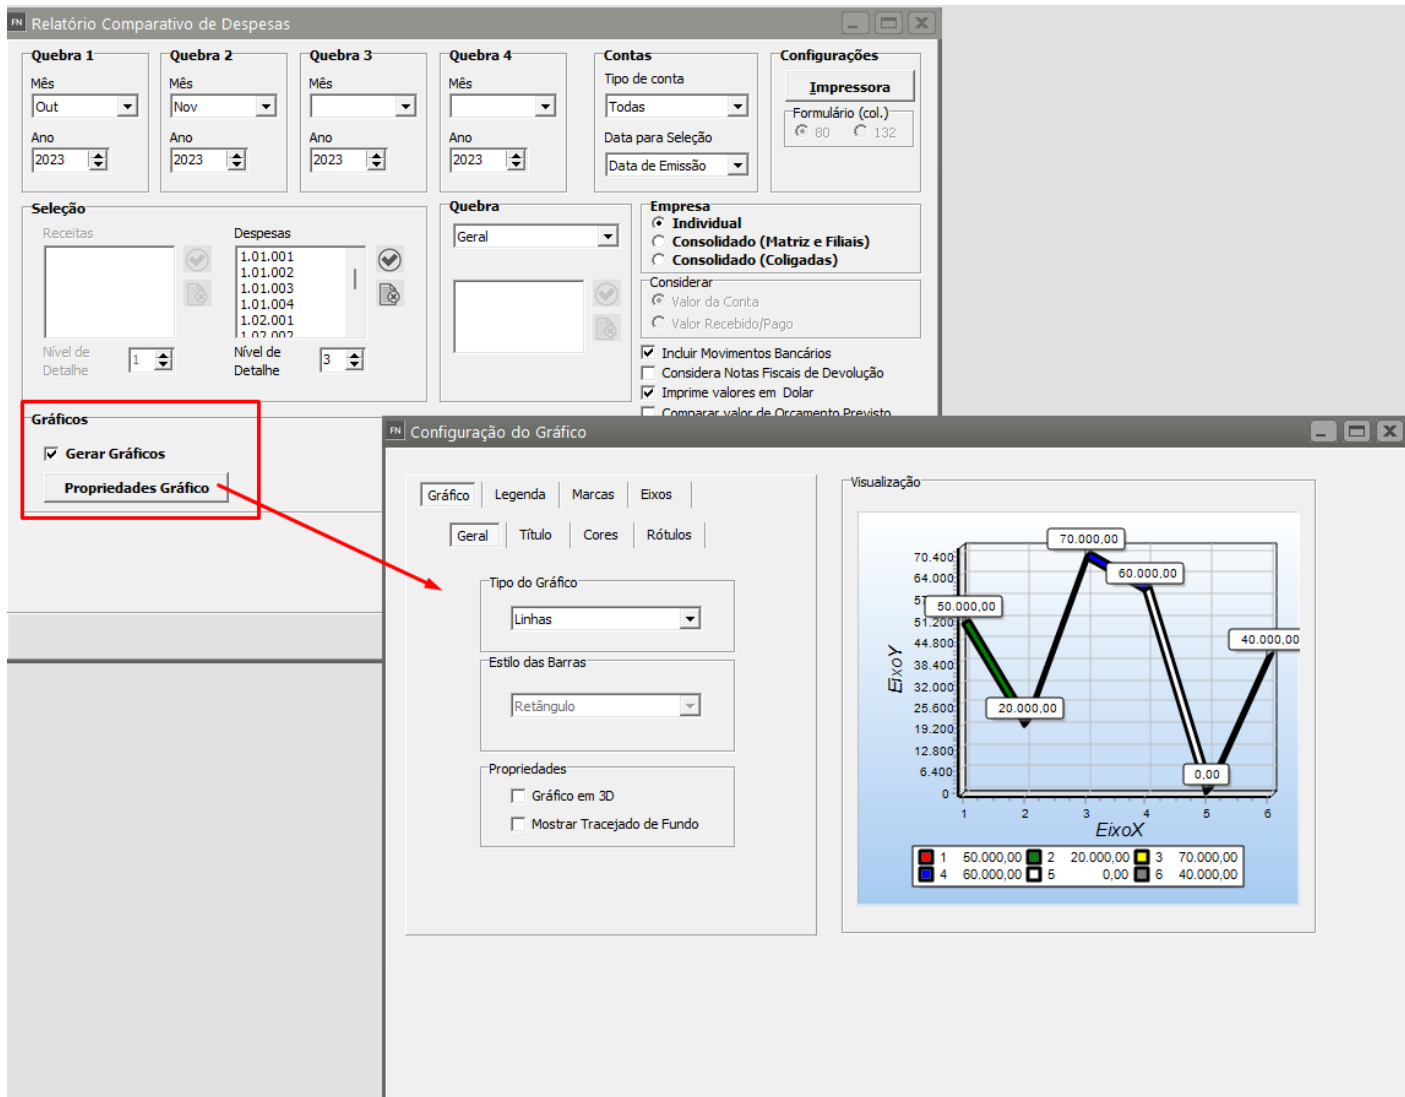 FN Relatório Comparativo de Despesas
Quebra 1
Mês
Out
Ano
2023
Quebra 2
Mês
Nov
Ano
2023
Quebra 3
Mês
Ano
2023
Quebra 4
Mês
Ano
2023
Contas
Tipo de conta
Todas
Data para Seleção
Data de Emissão
Configurações
Impressora
Formulário (col.)
80 132
Seleção
Receitas
Nível de
Detalhe
1
Despesas
1.01.001
1.01.002
1.01.003
1.01.004
1.02.001
1.02.002
Nível de
Detalhe
3
Quebra
Geral
Empresa
Individual
Consolidado (Matriz e Filiais)
Consolidado (Coligadas)
Considerar
Valor da Conta
Valor Recebido/Pago
Incluir Movimentos Bancários
Considera Notas Fiscais de Devolução
Imprime valores em Dolar
Comparar valor de Orçamento Previsto
Gráficos
Gerar Gráficos
Propriedades Gráfico
FN Configuração do Gráfico
Gráfico Legenda Marcas Eixos
Geral Título Cores Rótulos
Tipo do Gráfico
Linhas
Estilo das Barras
Retângulo
Propriedades
Gráfico em 3D
Mostrar Tracejado de Fundo
Visualização
70.400
64.000
51.200
44.800
38.400
32.000
25.600
19.200
12.800
6.400
0
EixoY
50.000,00
20.000,00
70.000,00
60.000,00
0,00
40.000,00
1 2 3 4 5 6
EixoX
1 50.000,00 2 20.000,00 3 70.000,00
4 60.000,00 5 0,00 6 40.000,00